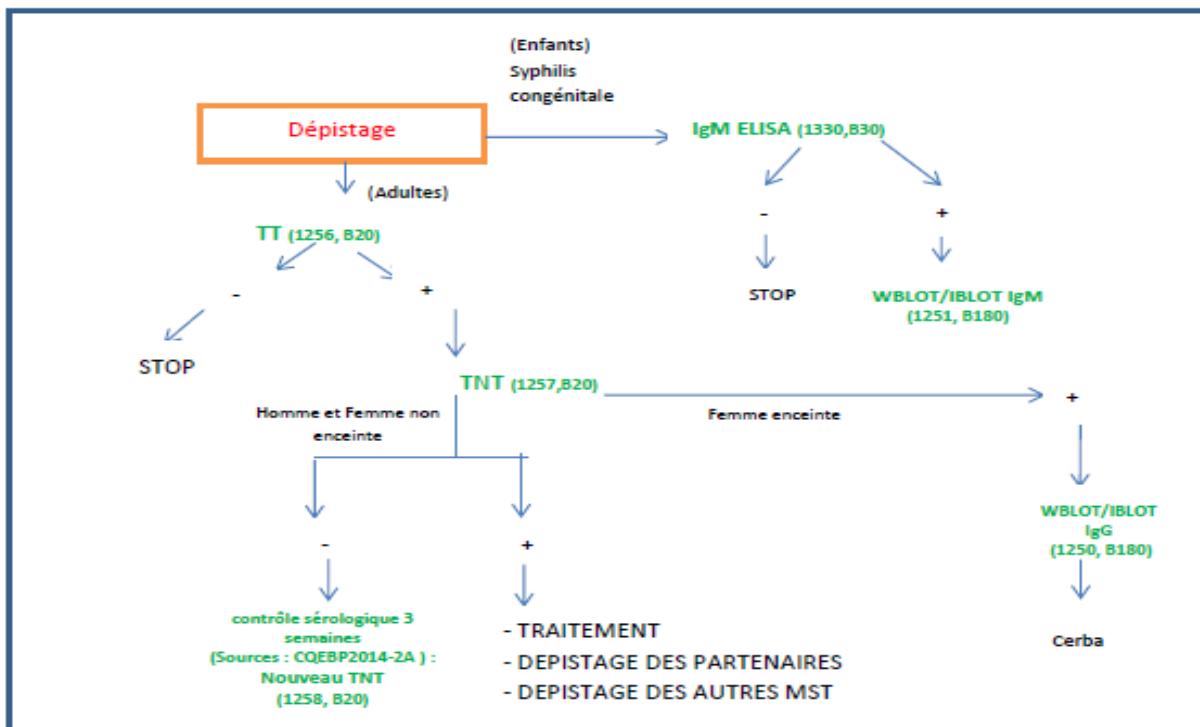 (Enfants)
Syphilis
congénitale
Dépistage
IgM ELISA (1330,B30)
(Adultes)
-
+
TT (1256, B20)
-
+
STOP
WBLOT/IBLOT IgM
(1251, B180)
STOP
TNT (1257,B20)
+
Homme et Femme non
enceinte
Femme enceinte
WBLOT/IBLOT
IgG
(1250, B180)
-
+
contrôle sérologique 3
semaines
(Sources : CQEBP2014-2A ) :
Nouveau TNT
(1258, B20)
- TRAITEMENT
- DEPISTAGE DES PARTENAIRES
- DEPISTAGE DES AUTRES MST
Cerba